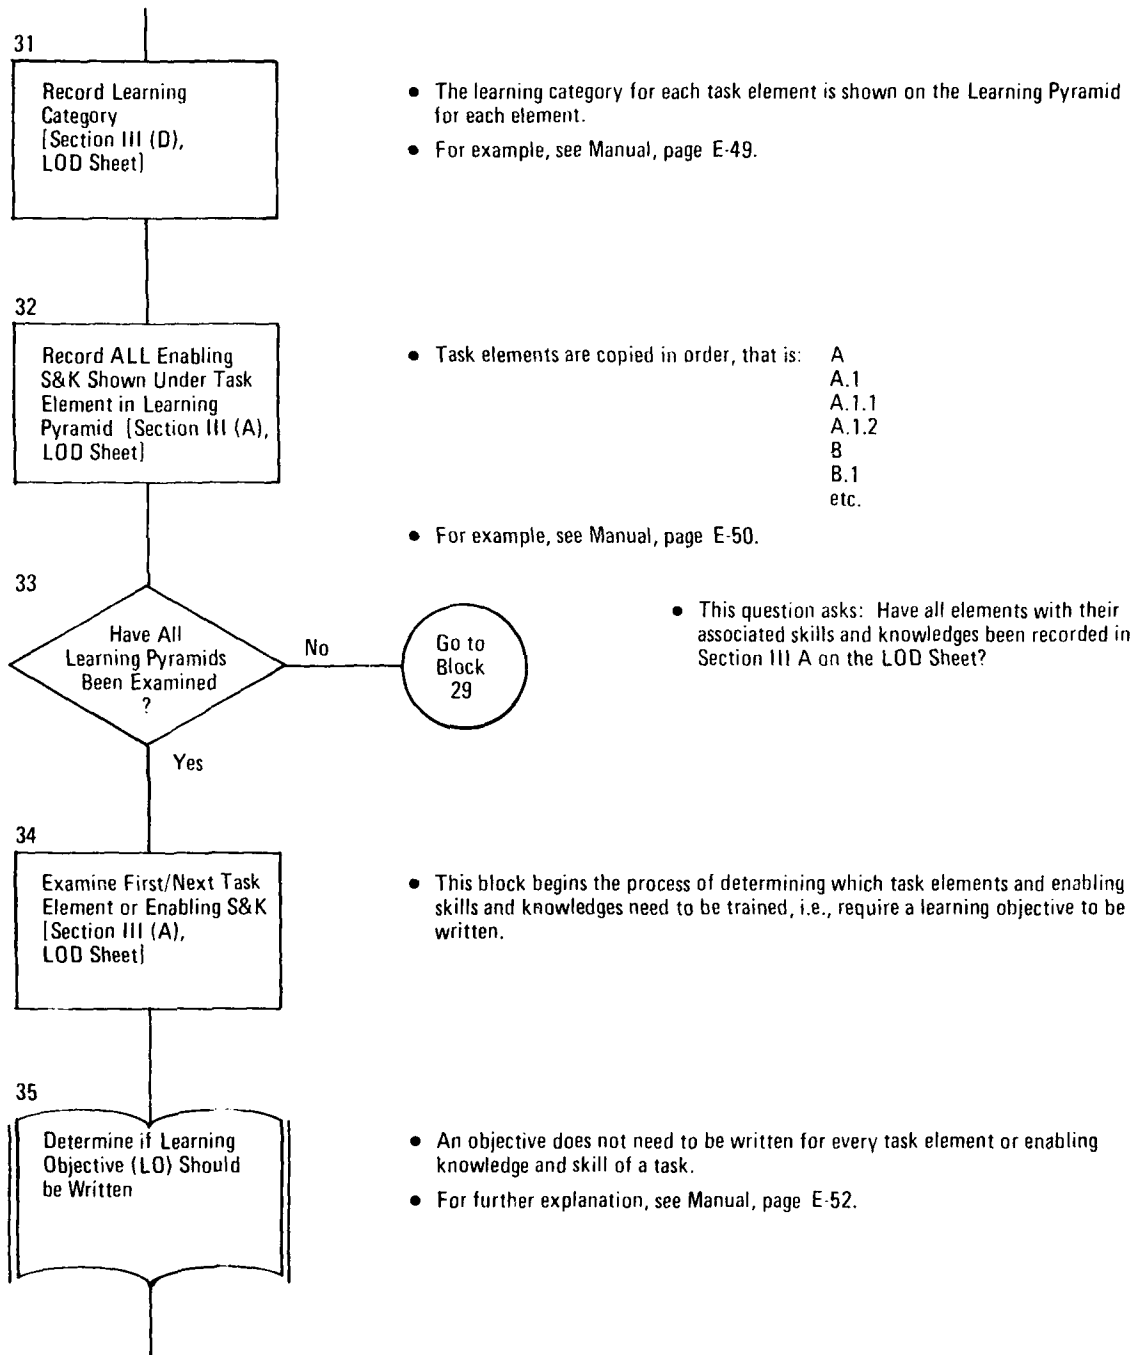 31
Record Learning
Category
[Section III (D),
LOD Sheet]
● The learning category for each task element is shown on the Learning Pyramid
for each element.
● For example, see Manual, page E-49.
32
Record ALL Enabling
S&K Shown Under Task
Element in Learning
Pyramid [Section III (A),
LOD Sheet]
● Task elements are copied in order, that is: A
A.1
A.1.1
A.1.2
B
B.1
etc.
● For example, see Manual, page E-50.
33
Have All
Learning Pyramids
Been Examined
?
No
Go to
Block
29
● This question asks: Have all elements with their
associated skills and knowledges been recorded in
Section III A on the LOD Sheet?
Yes
34
Examine First/Next Task
Element or Enabling S&K
[Section III (A),
LOD Sheet]
● This block begins the process of determining which task elements and enabling
skills and knowledges need to be trained, i.e., require a learning objective to be
written.
35
Determine if Learning
Objective (LO) Should
be Written
● An objective does not need to be written for every task element or enabling
knowledge and skill of a task.
● For further explanation, see Manual, page E-52.